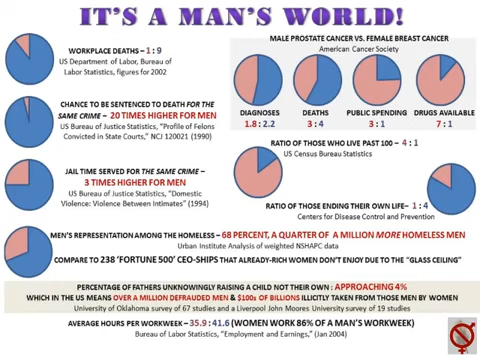 IT'S A MAN'S WORLD!
WORKPLACE DEATHS – 1 : 9
US Department of Labor, Bureau of
Labor Statistics, figures for 2002
CHANCE TO BE SENTENCED TO DEATH FOR THE
SAME CRIME – 20 TIMES HIGHER FOR MEN
US Bureau of Justice Statistics, "Profile of Felons
Convicted in State Courts," NCJ 120021 (1990)
JAIL TIME SERVED FOR THE SAME CRIME –
3 TIMES HIGHER FOR MEN
US Bureau of Justice Statistics, "Domestic
Violence: Violence Between Intimates" (1994)
MALE PROSTATE CANCER VS. FEMALE BREAST CANCER
American Cancer Society
DIAGNOSES DEATHS PUBLIC SPENDING DRUGS AVAILABLE
1.8 : 2.2 3 : 4 3 : 1 7 : 1
RATIO OF THOSE WHO LIVE PAST 100 – 4 : 1
US Census Bureau Statistics
RATIO OF THOSE ENDING THEIR OWN LIFE– 1 : 4
Centers for Disease Control and Prevention
MEN'S REPRESENTATION AMONG THE HOMELESS – 68 PERCENT, A QUARTER OF A MILLION MORE HOMELESS MEN
Urban Institute Analysis of weighted NSHAPC data
COMPARE TO 238 'FORTUNE 500' CEO-SHIPS THAT ALREADY-RICH WOMEN DON'T ENJOY DUE TO THE "GLASS CEILING"
PERCENTAGE OF FATHERS UNKNOWINGLY RAISING A CHILD NOT THEIR OWN : APPROACHING 4%
WHICH IN THE US MEANS OVER A MILLION DEFRAUDED MEN & $100s OF BILLIONS ILLICITLY TAKEN FROM THOSE MEN BY WOMEN
University of Oklahoma survey of 67 studies and a Liverpool John Moores University survey of 19 studies
AVERAGE HOURS PER WORKWEEK – 35.9 : 41.6 (WOMEN WORK 86% OF A MAN'S WORKWEEK)
Bureau of Labor Statistics, "Employment and Earnings," (Jan 2004)